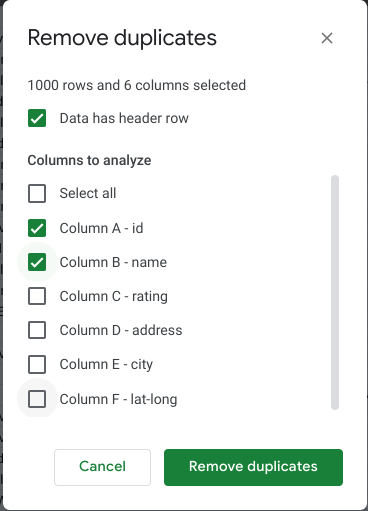 Remove duplicates
1000 rows and 6 columns selected
Data has header row
Columns to analyze
Select all
Column A - id
Column B - name
Column C - rating
Column D - address
Column E - city
Column F - lat-long
Cancel
Remove duplicates